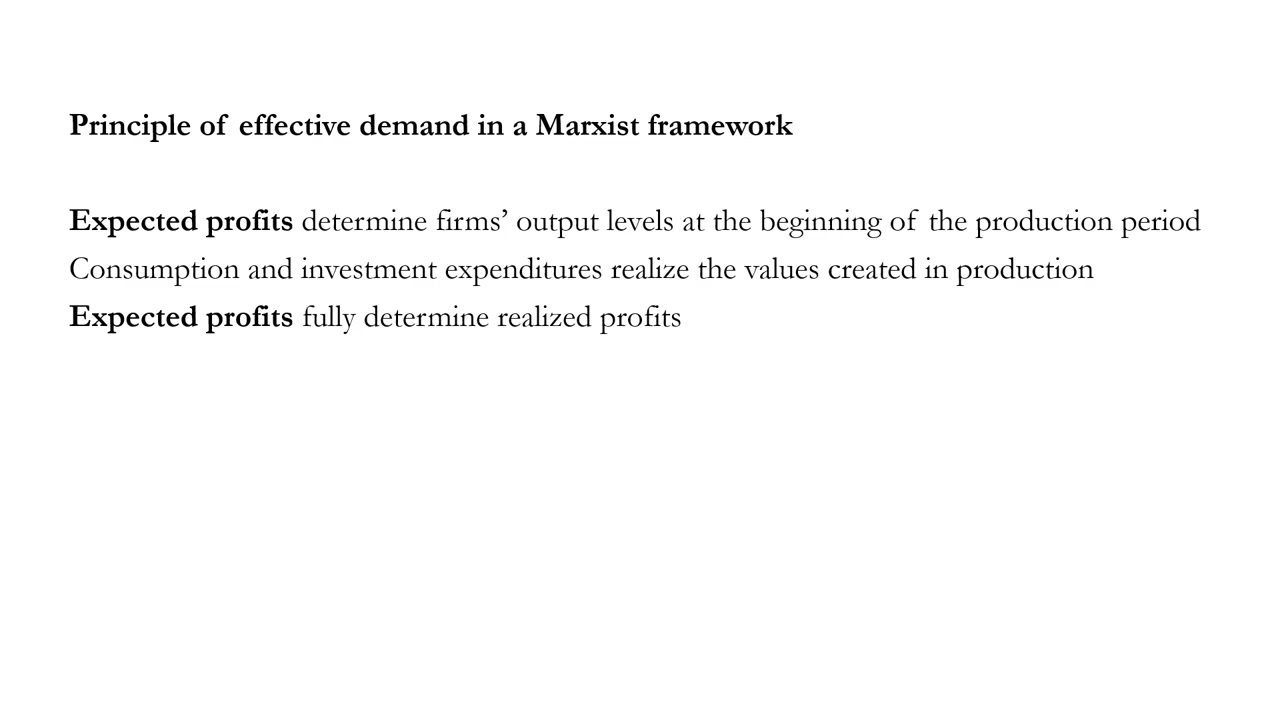 Principle of effective demand in a Marxist framework
Expected profits determine firms’ output levels at the beginning of the production period
Consumption and investment expenditures realize the values created in production
Expected profits fully determine realized profits